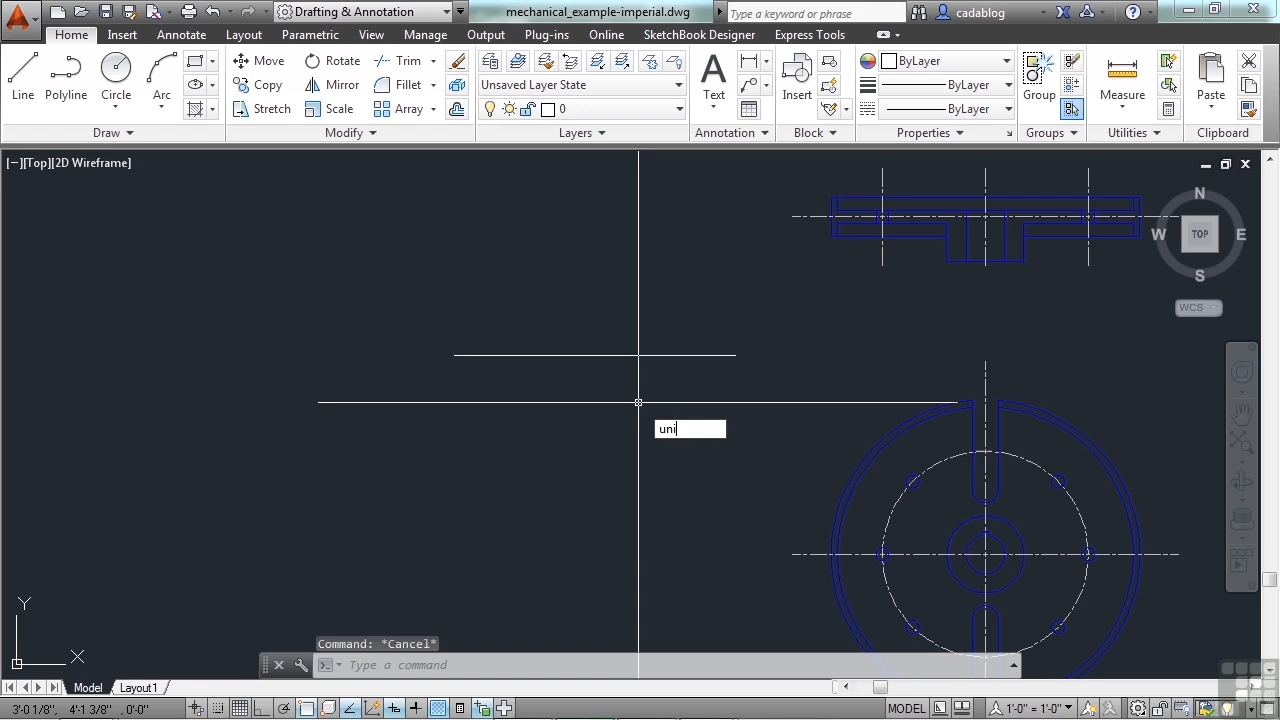 Drafting & Annotation
mechanical_example-imperial.dwg
Type a keyword or phrase
cadablog
Home Insert Annotate Layout Parametric View Manage Output Plug-ins Online SketchBook Designer Express Tools
Line Polyline Circle Arc
Move Rotate Trim
Copy Mirror Fillet
Stretch Scale Array
Unsaved Layer State
0
Text
Insert
ByLayer
ByLayer
ByLayer
Group
Measure
Paste
Draw Modify Layers Annotation Block Properties Groups Utilities Clipboard
[−][Top][2D Wireframe]
N
W TOP E
S
WCS
uni
Y
X
Command: *Cancel*
Type a command
Model Layout1
3'-0 1/8", 4'-1 3/8" , 0'-0"
MODEL
1'-0" = 1'-0"